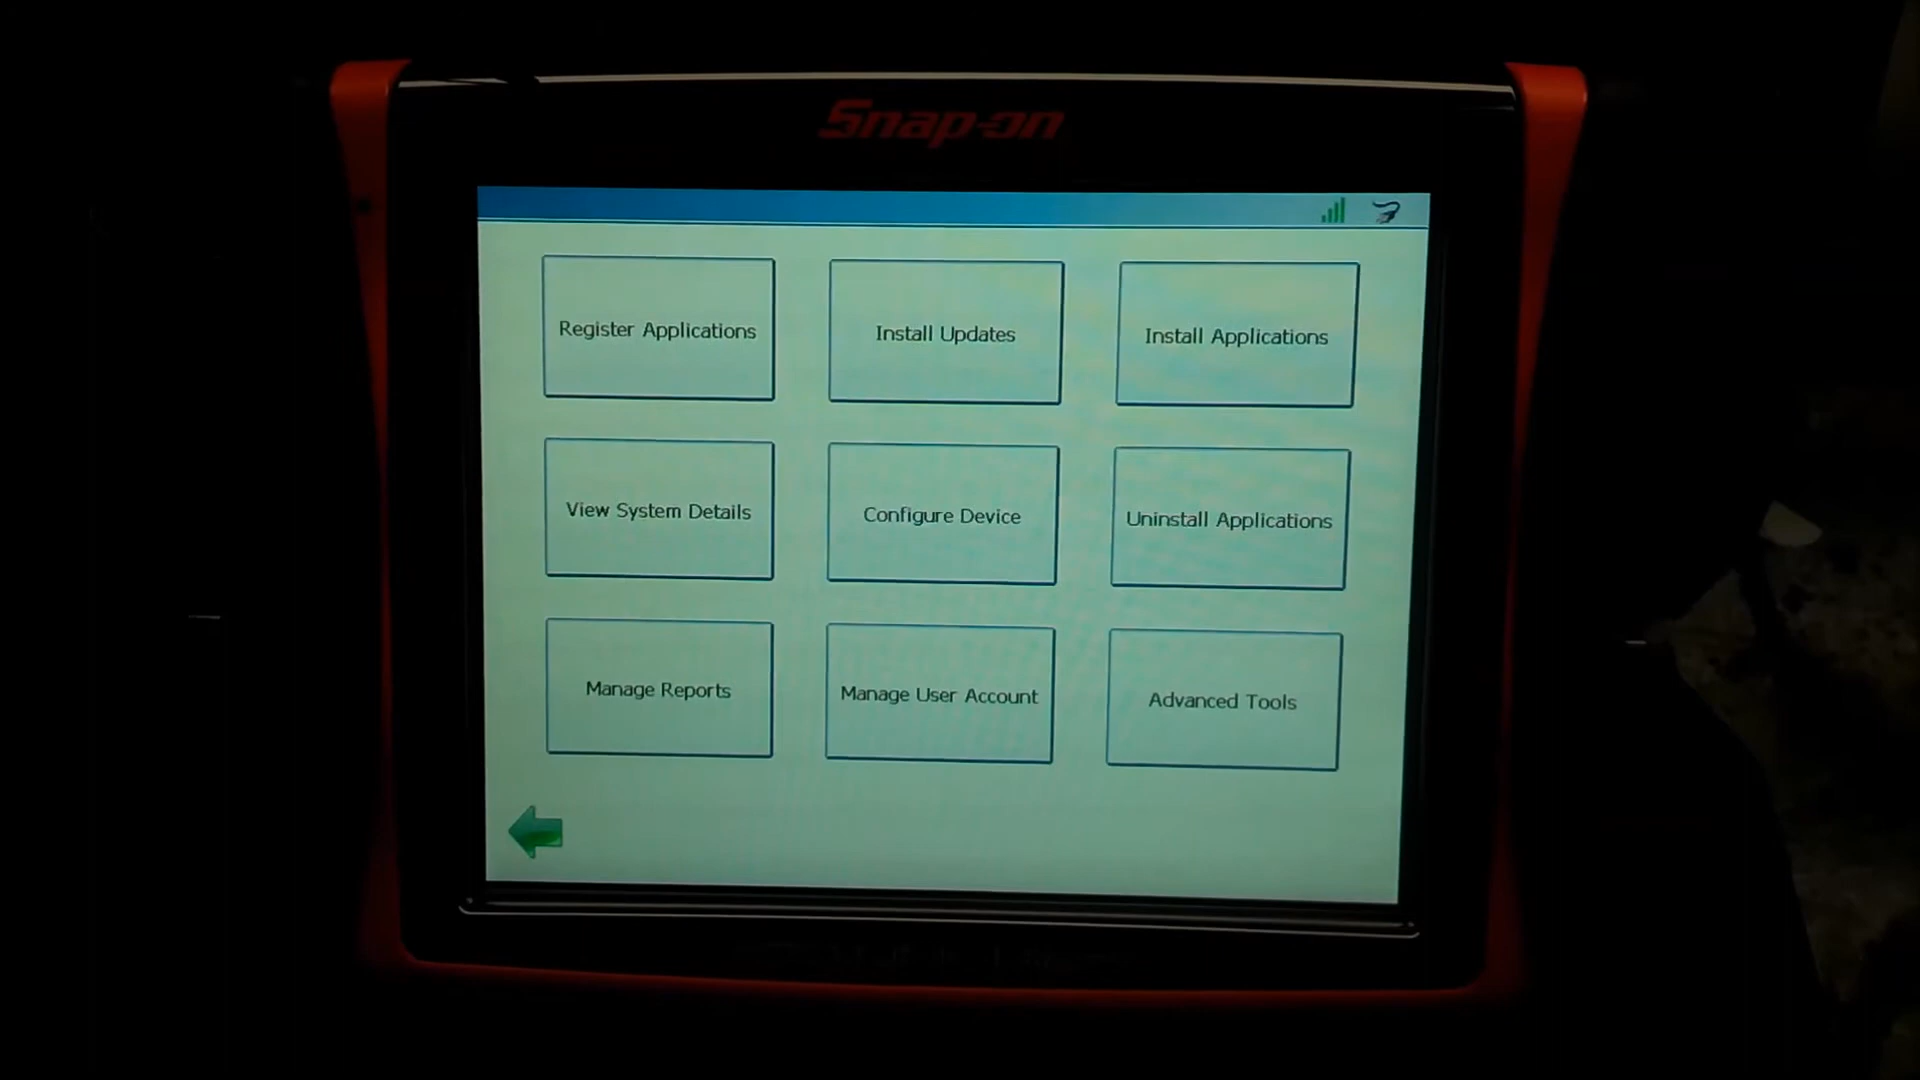 Snap-on
Register Applications
Install Updates
Install Applications
View System Details
Configure Device
Uninstall Applications
Manage Reports
Manage User Account
Advanced Tools